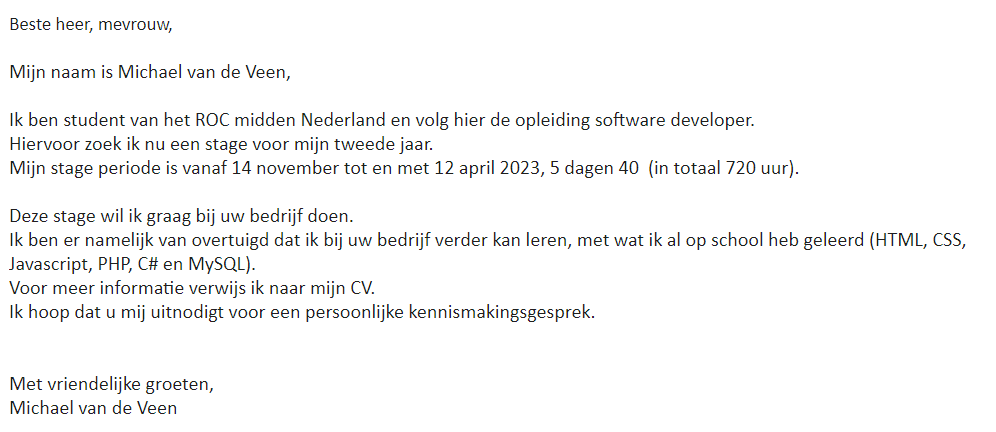 Beste heer, mevrouw,
Mijn naam is Michael van de Veen,
Ik ben student van het ROC midden Nederland en volg hier de opleiding software developer.
Hiervoor zoek ik nu een stage voor mijn tweede jaar.
Mijn stage periode is vanaf 14 november tot en met 12 april 2023, 5 dagen 40  (in totaal 720 uur).
Deze stage wil ik graag bij uw bedrijf doen.
Ik ben er namelijk van overtuigd dat ik bij uw bedrijf verder kan leren, met wat ik al op school heb geleerd (HTML, CSS,
Javascript, PHP, C# en MySQL).
Voor meer informatie verwijs ik naar mijn CV.
Ik hoop dat u mij uitnodigt voor een persoonlijke kennismakingsgesprek.
Met vriendelijke groeten,
Michael van de Veen